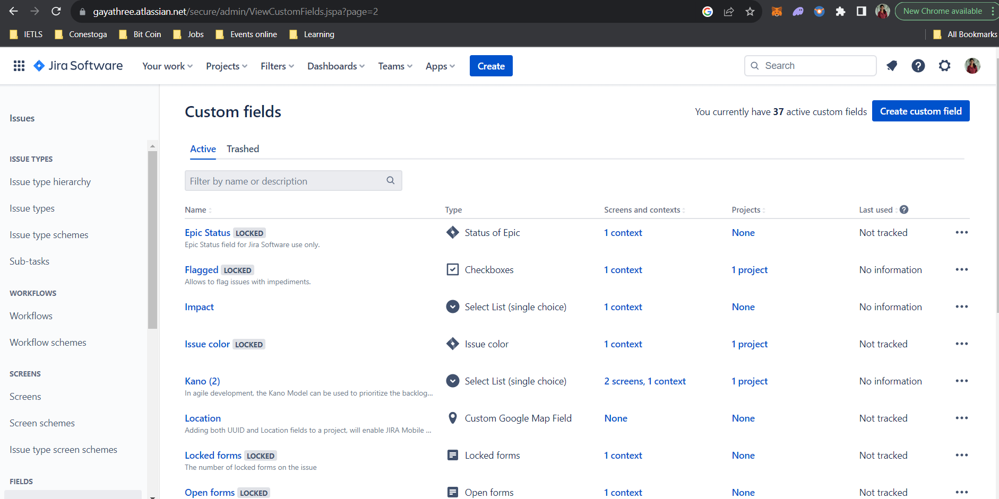 gayathree.atlassian.net/secure/admin/ViewCustomFields.jspa?page=2
New Chrome available
IETLS Conestoga Bit Coin Jobs Events online Learning All Bookmarks
Jira Software Your work Projects Filters Dashboards Teams Apps Create Search
Issues
ISSUE TYPES
Issue type hierarchy
Issue types
Issue type schemes
Sub-tasks
WORKFLOWS
Workflows
Workflow schemes
SCREENS
Screens
Screen schemes
Issue type screen schemes
FIELDS
Custom fields
You currently have 37 active custom fields Create custom field
Active Trashed
Filter by name or description
Name Type Screens and contexts Projects Last used
Epic Status LOCKED Status of Epic 1 context None Not tracked
Epic Status field for Jira Software use only.
Flagged LOCKED Checkboxes 1 context 1 project No information
Allows to flag issues with impediments.
Impact Select List (single choice) 1 context None No information
Issue color LOCKED Issue color 1 context 1 project Not tracked
Kano (2) Select List (single choice) 2 screens, 1 context 1 project No information
In agile development, the Kano Model can be used to prioritize the backlog...
Location Custom Google Map Field None None Not tracked
Adding both UUID and Location fields to a project, will enable JIRA Mobile ...
Locked forms LOCKED Locked forms 1 context None Not tracked
The number of locked forms on the issue
Open forms LOCKED Open forms 1 context None Not tracked